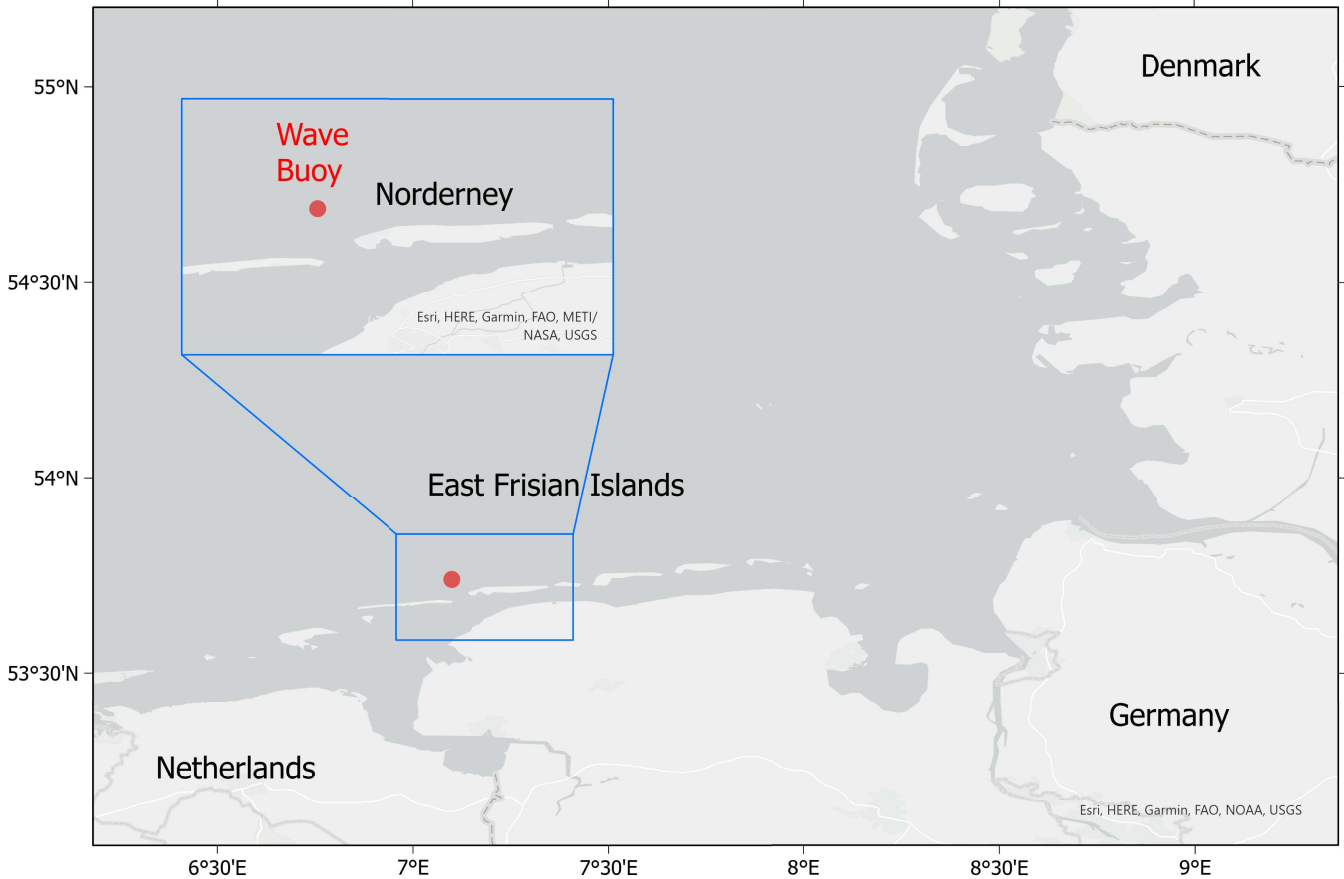 Denmark
55°N
Wave
Buoy
Norderney
54°30'N
Esri, HERE, Garmin, FAO, METI/
NASA, USGS
54°N
East Frisian Islands
53°30'N
Germany
Netherlands
Esri, HERE, Garmin, FAO, NOAA, USGS
6°30'E 7°E 7°30'E 8°E 8°30'E 9°E